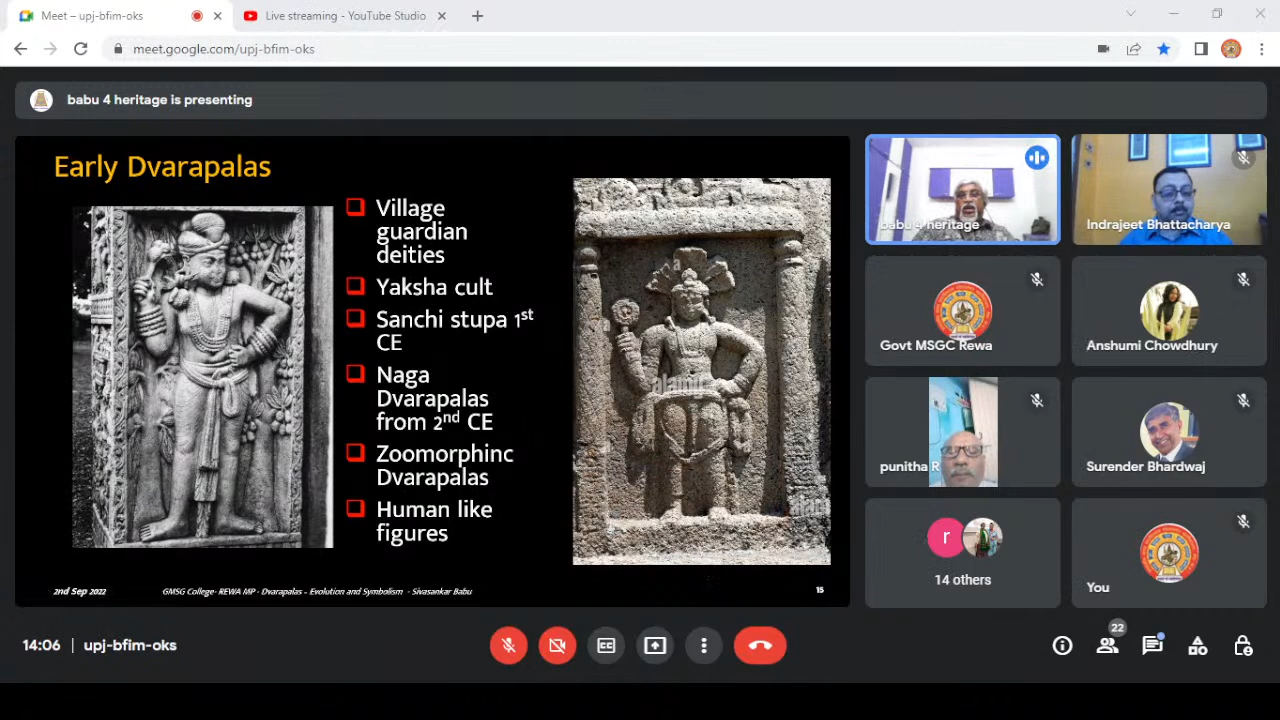 Meet – upj-bfim-oks
Live streaming - YouTube Studio
meet.google.com/upj-bfim-oks
babu 4 heritage is presenting
Early Dvarapalas
Village
guardian
deities
Yaksha cult
Sanchi stupa 1st
CE
Naga
Dvarapalas
from 2nd CE
Zoomorphinc
Dvarapalas
Human like
figures
alamy
alamy
2nd Sep 2022
GMSG College- REWA MP - Dvarapalas – Evolution and Symbolism - Sivasankar Babu
15
babu 4 heritage
Indrajeet Bhattacharya
Govt MSGC Rewa
Anshumi Chowdhury
punitha R
Surender Bhardwaj
r
14 others
You
14:06 | upj-bfim-oks
CC
22